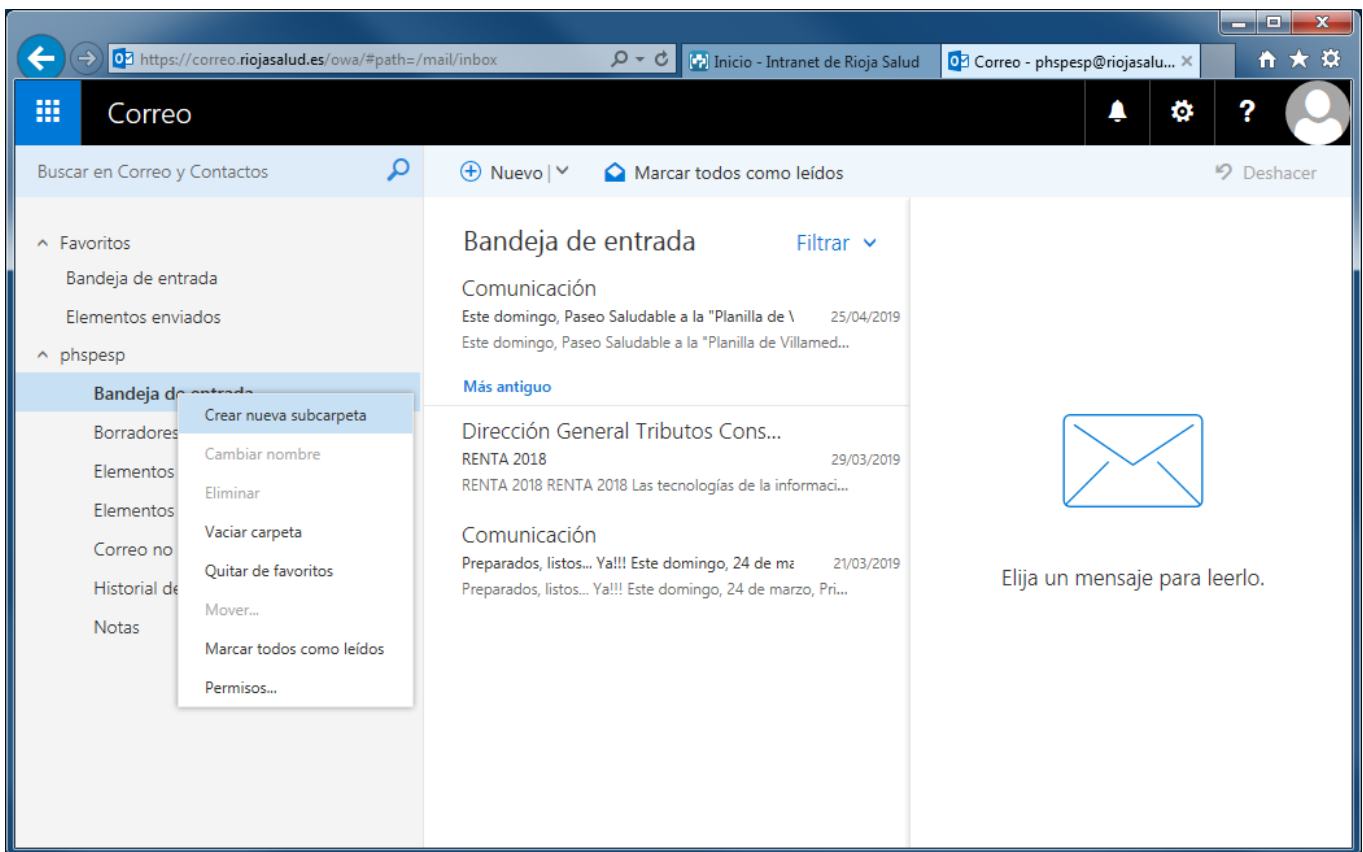 https://correo.riojasalud.es/owa/#path=/mail/inbox
Inicio - Intranet de Rioja Salud
Correo - phspesp@riojasalu...
Correo
?
Buscar en Correo y Contactos
Nuevo
Marcar todos como leídos
Deshacer
Favoritos
Bandeja de entrada
Elementos enviados
phspesp
Bandeja de entrada
Borradores
Elementos
Elementos
Correo no
Historial de
Notas
Crear nueva subcarpeta
Cambiar nombre
Eliminar
Vaciar carpeta
Quitar de favoritos
Mover...
Marcar todos como leídos
Permisos...
Bandeja de entrada
Filtrar
Comunicación
Este domingo, Paseo Saludable a la "Planilla de 25/04/2019
Este domingo, Paseo Saludable a la "Planilla de Villamed...
Más antiguo
Dirección General Tributos Cons...
RENTA 2018 29/03/2019
RENTA 2018 RENTA 2018 Las tecnologías de la informaci...
Comunicación
Preparados, listos... Ya!!! Este domingo, 24 de ma 21/03/2019
Preparados, listos... Ya!!! Este domingo, 24 de marzo, Pri...
Elija un mensaje para leerlo.